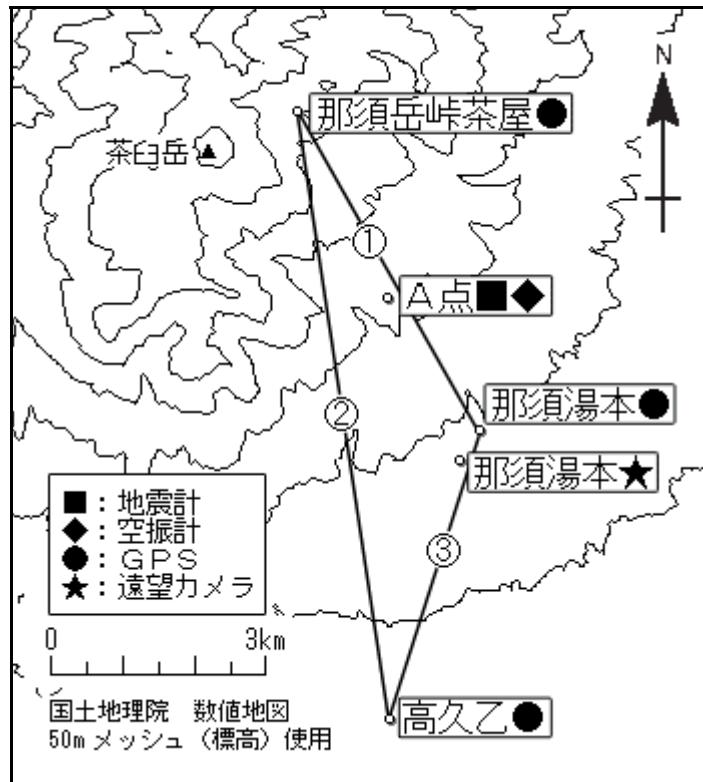 N
那須岳峠茶屋●
茶臼岳▲
①
A点■◆
②
那須湯本●
那須湯本★
③
■：地震計
◆：空振計
●：GPS
★：遠望カメラ
0 3km
国土地理院 数値地図
50mメッシュ（標高）使用
高久乙●